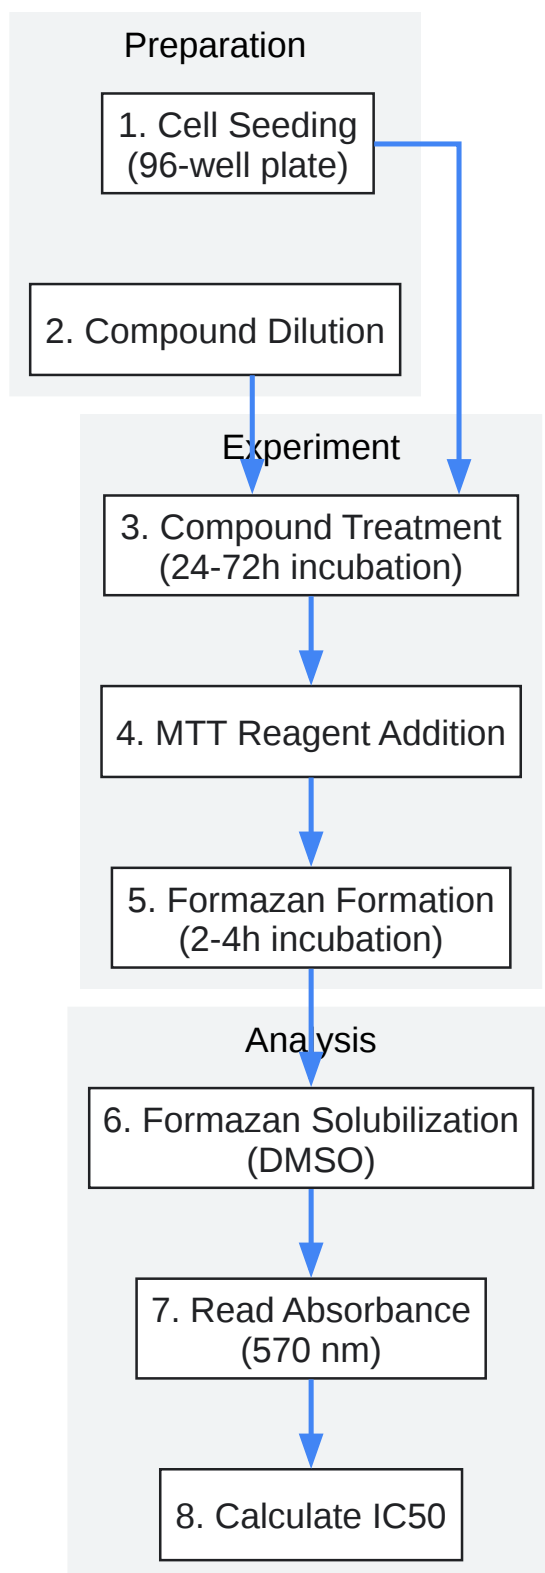 Preparation
1. Cell Seeding
(96-well plate)
2. Compound Dilution
Experiment
3. Compound Treatment
(24-72h incubation)
4. MTT Reagent Addition
5. Formazan Formation
(2-4h incubation)
Analysis
6. Formazan Solubilization
(DMSO)
7. Read Absorbance
(570 nm)
8. Calculate IC50